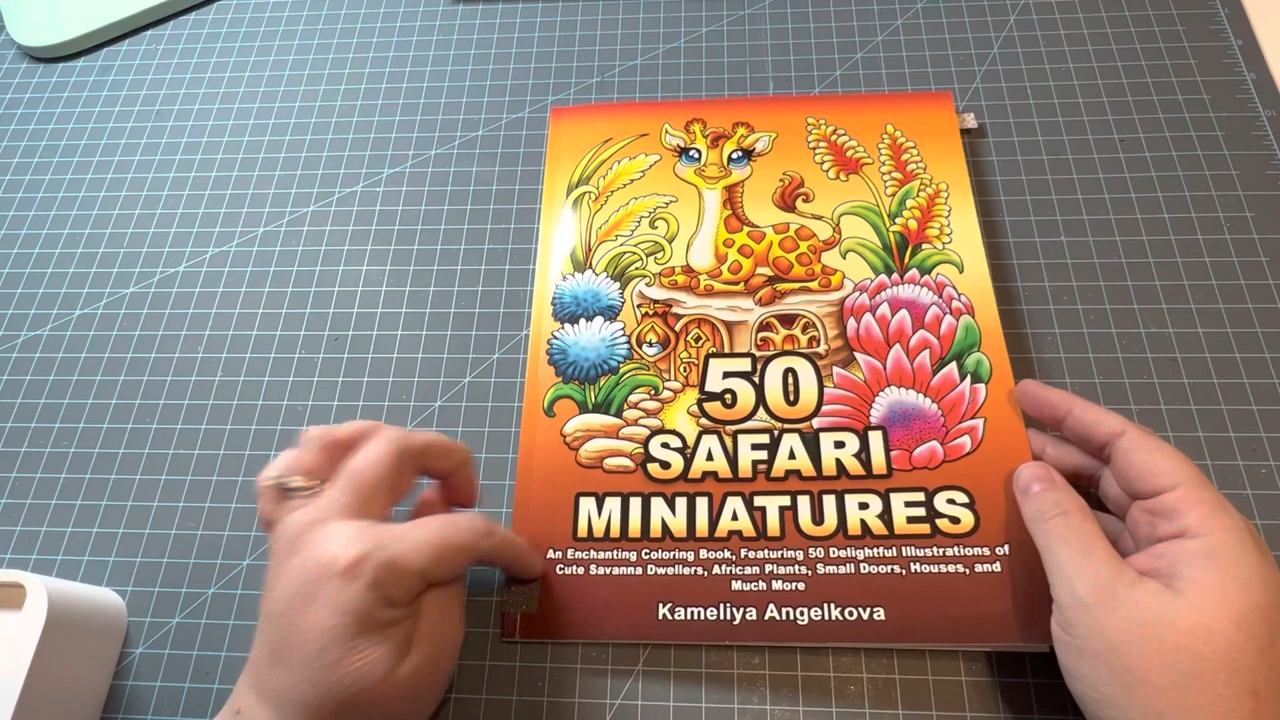 50
SAFARI
MINIATURES
An Enchanting Coloring Book, Featuring 50 Delightful Illustrations of
Cute Savanna Dwellers, African Plants, Small Doors, Houses, and
Much More
Kameliya Angelkova